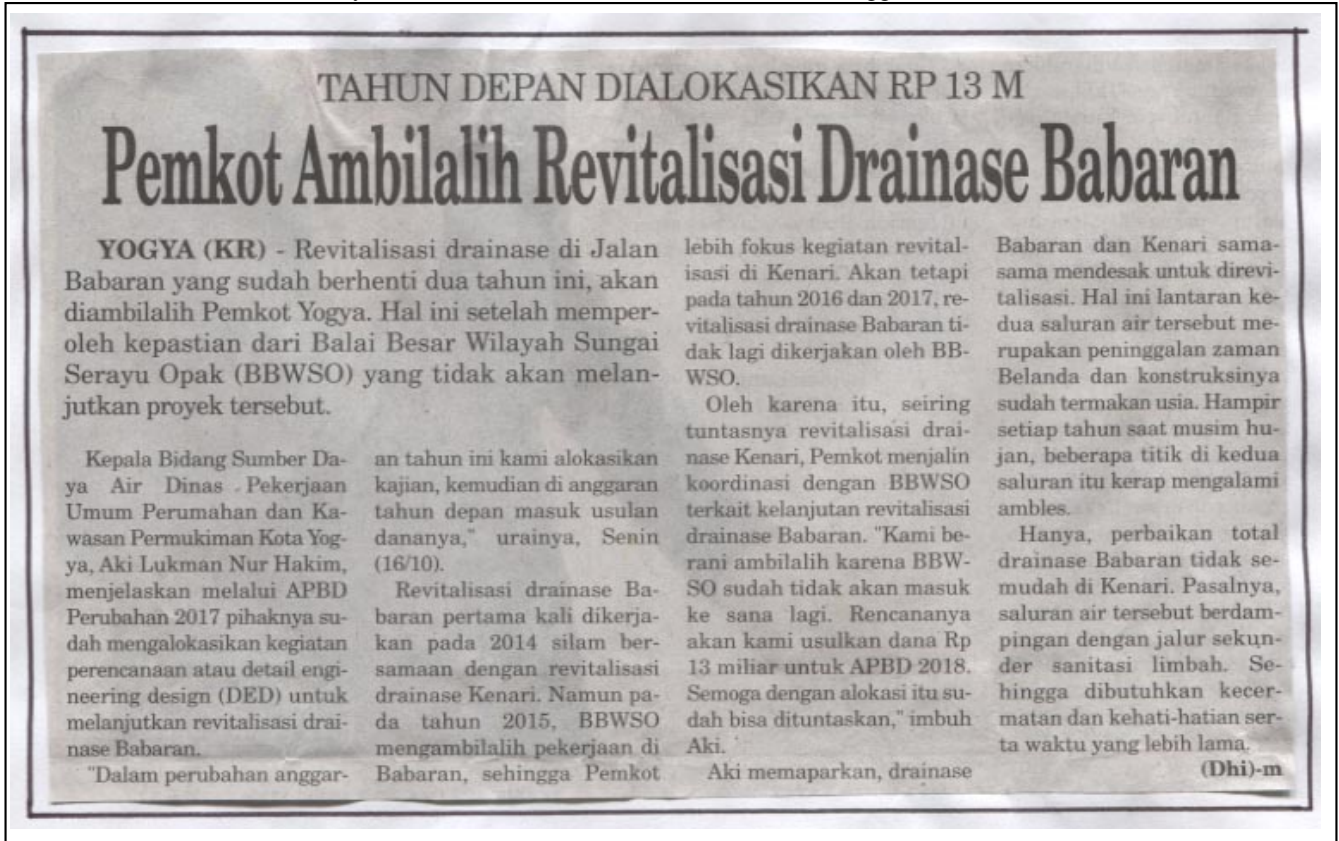 TAHUN DEPAN DIALOKASIKAN RP 13 M
Pemkot Ambilalih Revitalisasi Drainase Babaran
YOGYA (KR) - Revitalisasi drainase di Jalan
Babaran yang sudah berhenti dua tahun ini, akan
diambilalih Pemkot Yogya. Hal ini setelah memper-
oleh kepastian dari Balai Besar Wilayah Sungai
Serayu Opak (BBWSO) yang tidak akan melan-
jutkan proyek tersebut.
Kepala Bidang Sumber Da-
ya Air Dinas Pekerjaan
Umum Perumahan dan Ka-
wasan Permukiman Kota Yog-
ya, Aki Lukman Nur Hakim,
menjelaskan melalui APBD
Perubahan 2017 pihaknya su-
dah mengalokasikan kegiatan
perencanaan atau detail engi-
neering design (DED) untuk
melanjutkan revitalisasi drai-
nase Babaran.
"Dalam perubahan anggar-
an tahun ini kami alokasikan
kajian, kemudian di anggaran
tahun depan masuk usulan
dananya," urainya, Senin
(16/10).
Revitalisasi drainase Ba-
baran pertama kali dikerja-
kan pada 2014 silam ber-
samaan dengan revitalisasi
drainase Kenari. Namun pa-
da tahun 2015, BBWSO
mengambilalih pekerjaan di
Babaran, sehingga Pemkot
lebih fokus kegiatan revital-
isasi di Kenari. Akan tetapi
pada tahun 2016 dan 2017, re-
vitalisasi drainase Babaran ti-
dak lagi dikerjakan oleh BB-
WSO.
Oleh karena itu, seiring
tuntasnya revitalisasi drai-
nase Kenari, Pemkot menjalin
koordinasi dengan BBWSO
terkait kelanjutan revitalisasi
drainase Babaran. "Kami be-
rani ambilalih karena BBW-
SO sudah tidak akan masuk
ke sana lagi. Rencananya
akan kami usulkan dana Rp
13 miliar untuk APBD 2018.
Semoga dengan alokasi itu su-
dah bisa dituntaskan," imbuh
Aki.
Aki memaparkan, drainase
Babaran dan Kenari sama-
sama mendesak untuk direvi-
talisasi. Hal ini lantaran ke-
dua saluran air tersebut me-
rupakan peninggalan zaman
Belanda dan konstruksinya
sudah termakan usia. Hampir
setiap tahun saat musim hu-
jan, beberapa titik di kedua
saluran itu kerap mengalami
ambles.
Hanya, perbaikan total
drainase Babaran tidak se-
mudah di Kenari. Pasalnya,
saluran air tersebut berdam-
pingan dengan jalur sekun-
der sanitasi limbah. Se-
hingga dibutuhkan kecer-
matan dan kehati-hatian ser-
ta waktu yang lebih lama.
(Dhi)-m